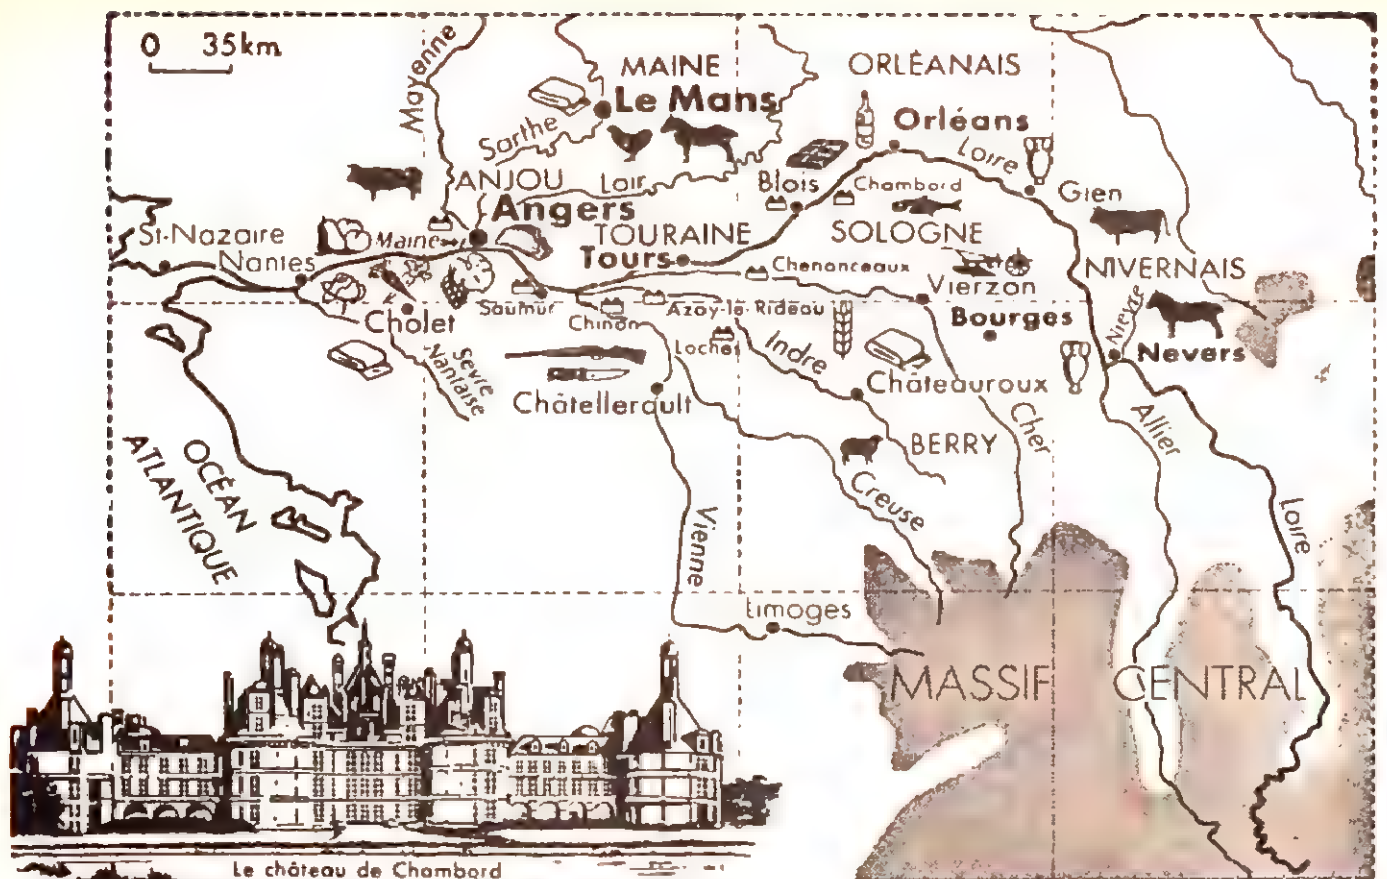 0 35km
MAINE
ORLÉANAIS
Mayenne
Le Mans
Sarthe
Orléans
Loire
ANJOU
Loir
Blois
Chambord
Gien
Angers
St-Nazaire
Maine
TOURAINE
SOLOGNE
Nantes
Tours
Chenonceaux
NIVERNAIS
Vierzon
Saumur
Azay-le-Rideau
Cholet
Chinon
Bourges
Nièvre
Loches
Indre
Nevers
Sèvre
Nantaise
Châteauroux
Châtellerault
Cher
Allier
BERRY
OCÉAN
ATLANTIQUE
Creuse
Vienne
Loire
Limoges
MASSIF CENTRAL
Le château de Chambord